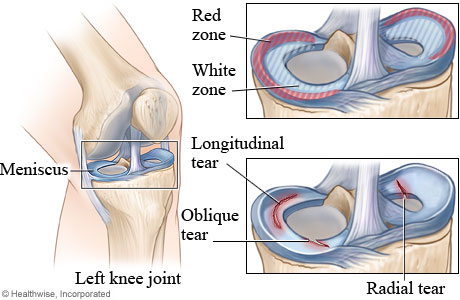 Red
zone
White
zone
Meniscus
Longitudinal
tear
Oblique
tear
Radial tear
Left knee joint
© Healthwise, Incorporated